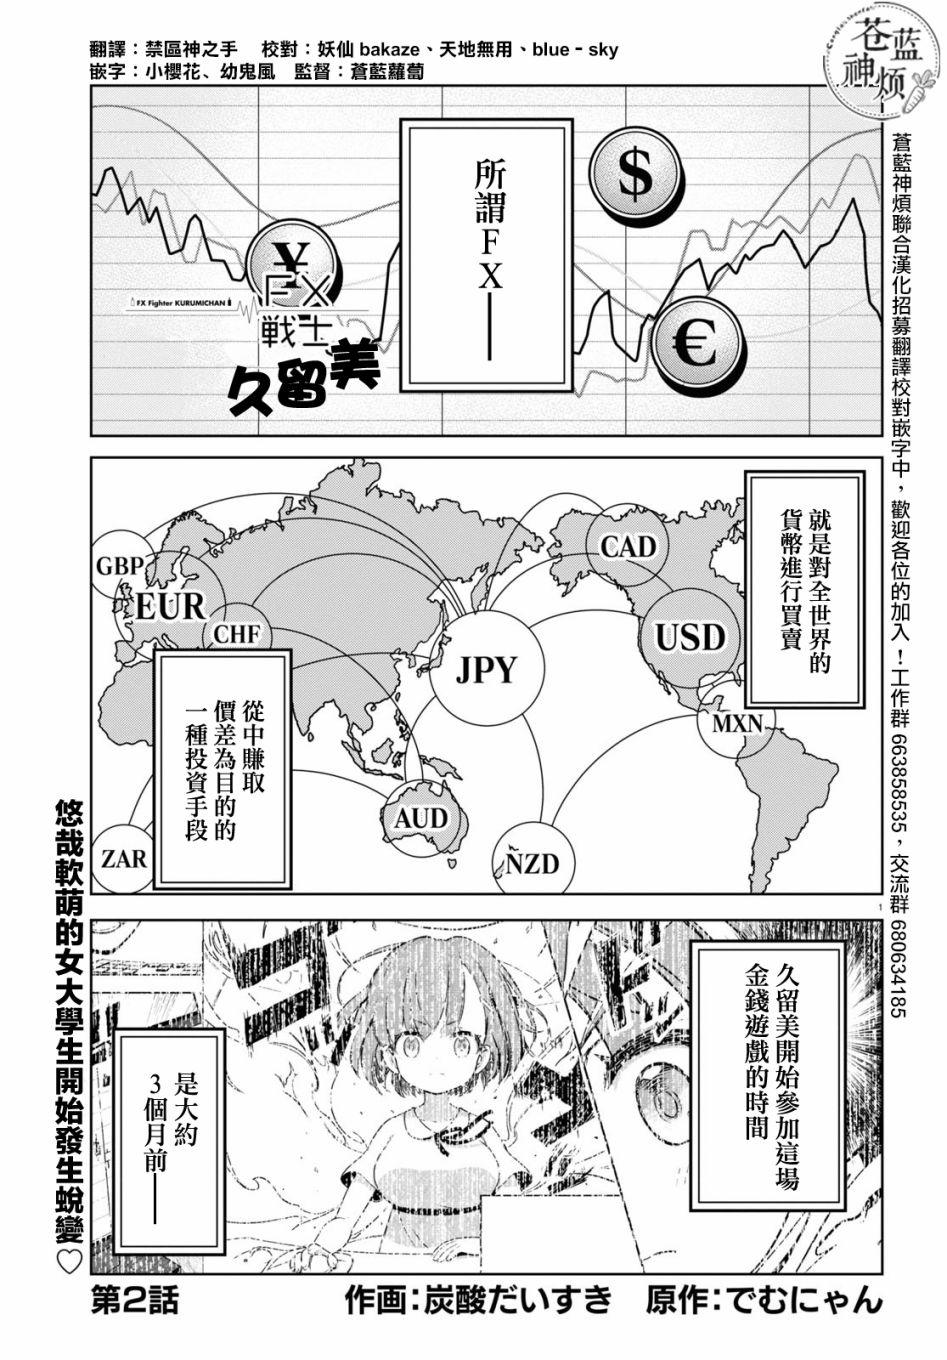 翻譯：禁區神之手　校對：妖仙 bakaze、天地無用、blue - sky
嵌字：小櫻花、幼鬼風　監督：蒼藍蘿蔔
苍蓝
神烦
蒼藍神煩聯合漢化招募翻譯校對嵌字中，歡迎各位的加入！工作群 663858535，交流群 680634185
所謂FX——
$
¥
€
FX Fighter KURUMICHAN
FX
戦士
久留美
就是對全世界的
貨幣進行買賣
CAD
GBP
EUR
CHF
JPY
USD
MXN
AUD
ZAR
NZD
從中賺取
價差為目的的
一種投資手段
1
久留美開始參加這場
金錢遊戲的時間
是大約
3個月前——
悠哉軟萌的女大學生開始發生蛻變♡
第2話
作画：炭酸だいすき　原作：でむにゃん